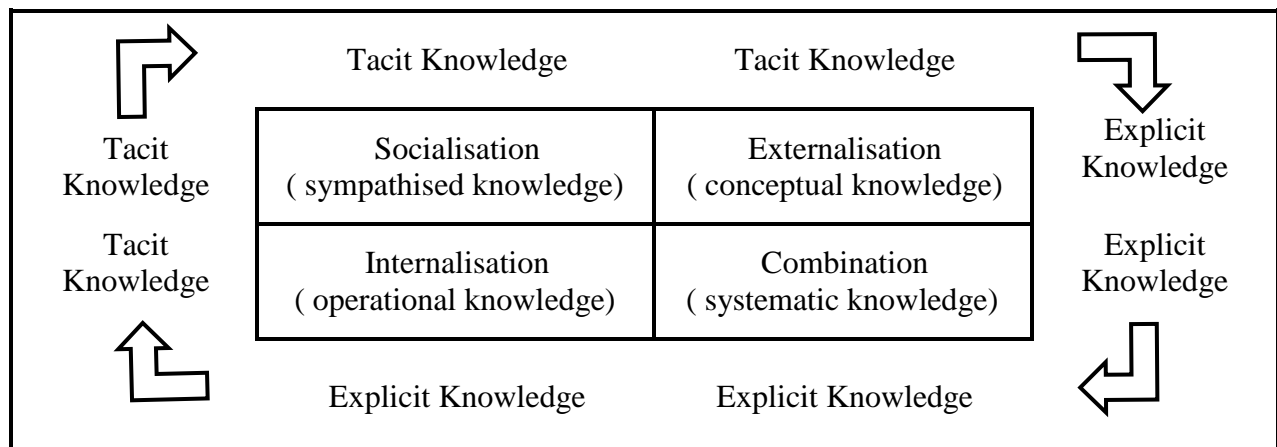 Tacit Knowledge
Tacit Knowledge
Tacit
Knowledge
Socialisation
( sympathised knowledge)
Externalisation
( conceptual knowledge)
Explicit
Knowledge
Tacit
Knowledge
Internalisation
( operational knowledge)
Combination
( systematic knowledge)
Explicit
Knowledge
Explicit Knowledge
Explicit Knowledge